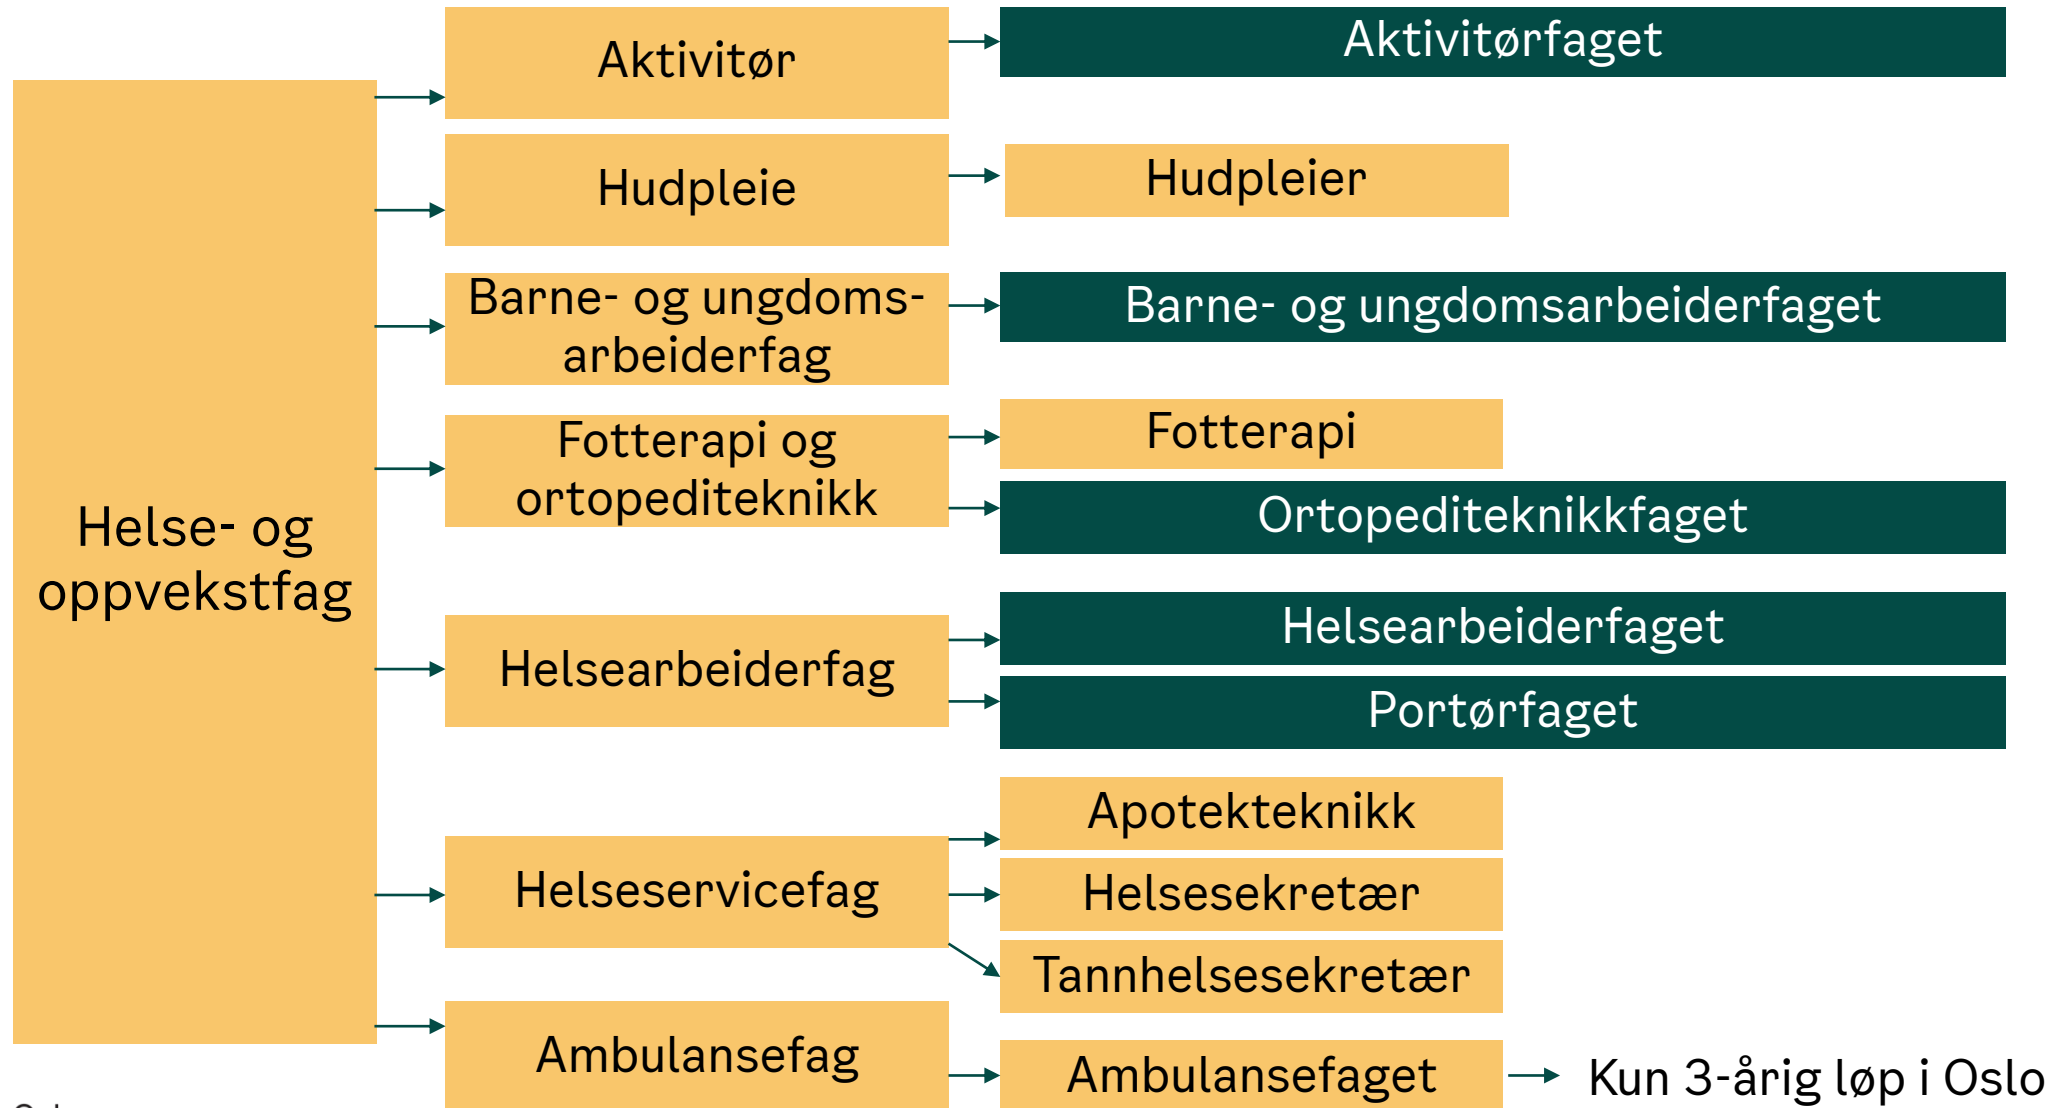 Helse- og
oppvekstfag
Aktivitør
Aktivitørfaget
Hudpleie
Hudpleier
Barne- og ungdoms-
arbeiderfag
Barne- og ungdomsarbeiderfaget
Fotterapi og
ortopediteknikk
Fotterapi
Ortopediteknikkfaget
Helsearbeiderfag
Helsearbeiderfaget
Portørfaget
Helseservicefag
Apotekteknikk
Helsesekretær
Tannhelsesekretær
Ambulansefag
Ambulansefaget
Kun 3-årig løp i Oslo